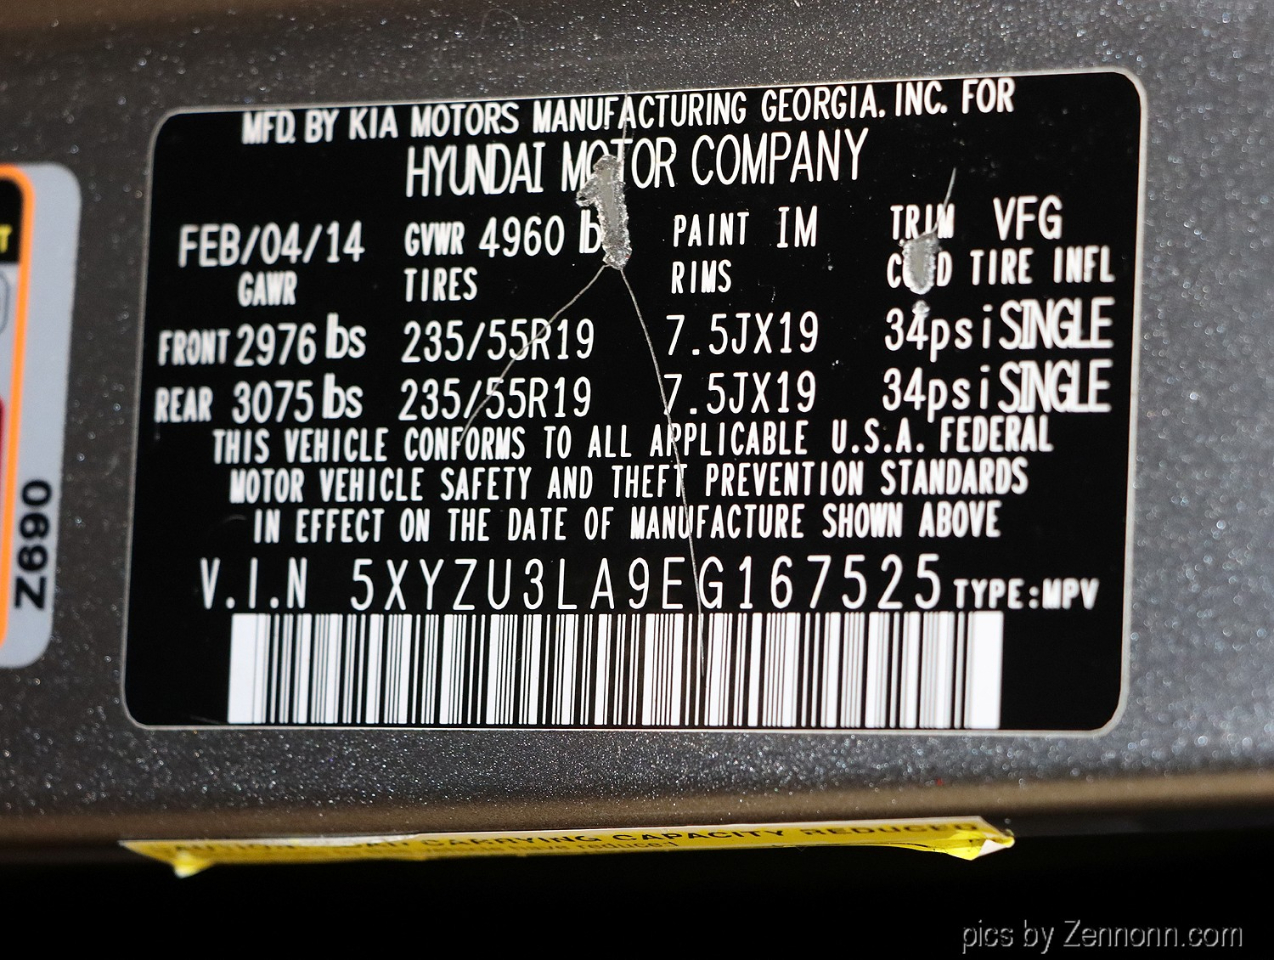 MFD. BY KIA MOTORS MANUFACTURING GEORGIA. INC. FOR
HYUNDAI MOTOR COMPANY
FEB/04/14 GVWR 4960 lb PAINT IM TRIM VFG
GAWR TIRES RIMS COLD TIRE INFL
FRONT 2976 lbs 235/55R19 7.5JX19 34psi SINGLE
REAR 3075 lbs 235/55R19 7.5JX19 34psi SINGLE
THIS VEHICLE CONFORMS TO ALL APPLICABLE U.S.A. FEDERAL
MOTOR VEHICLE SAFETY AND THEFT PREVENTION STANDARDS
IN EFFECT ON THE DATE OF MANUFACTURE SHOWN ABOVE
V.I.N 5XYZU3LA9EG167525 TYPE:MPV
Z690
CARRYING CAPACITY
pics by Zennonn.com